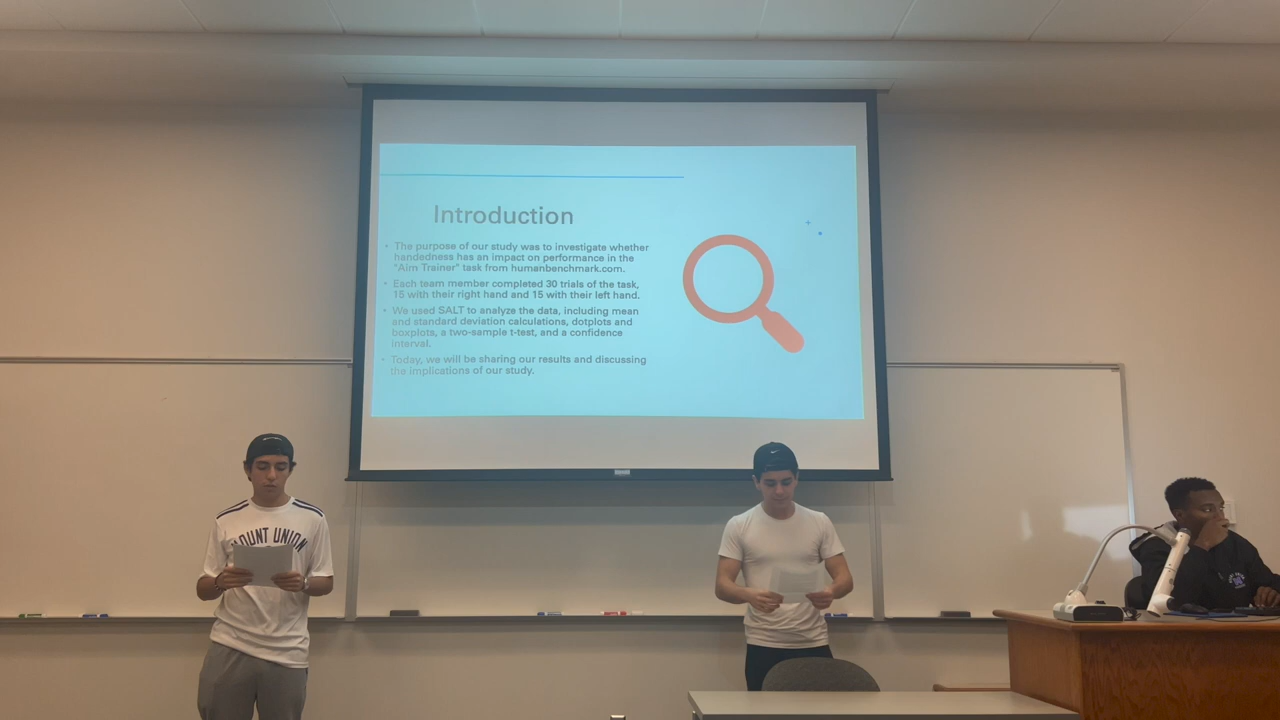 Introduction
• The purpose of our study was to investigate whether
handedness has an impact on performance in the
"Aim Trainer" task from humanbenchmark.com.
• Each team member completed 30 trials of the task,
15 with their right hand and 15 with their left hand.
• We used SALT to analyze the data, including mean
and standard deviation calculations, dotplots and
boxplots, a two-sample t-test, and a confidence
interval.
• Today, we will be sharing our results and discussing
the implications of our study.
MOUNT UNION